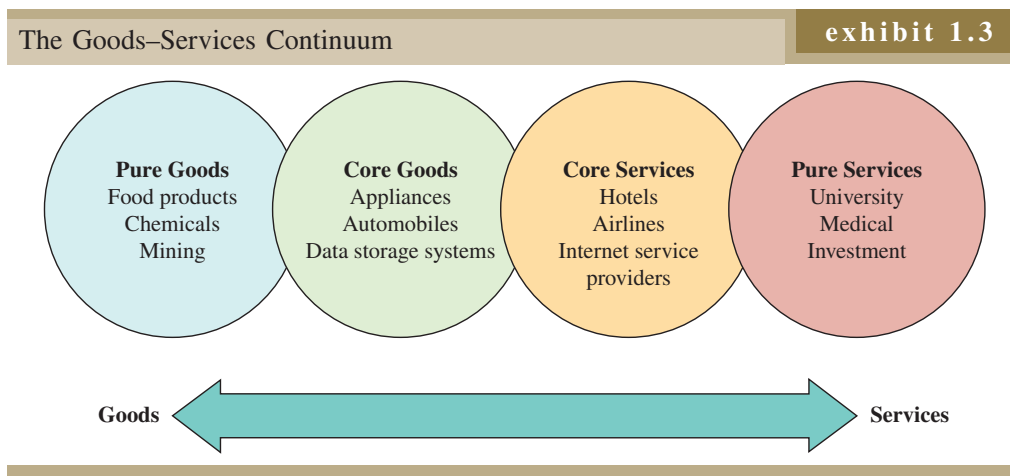 The Goods–Services Continuum
exhibit 1.3
Pure Goods
Food products
Chemicals
Mining
Core Goods
Appliances
Automobiles
Data storage systems
Core Services
Hotels
Airlines
Internet service
providers
Pure Services
University
Medical
Investment
Goods
Services